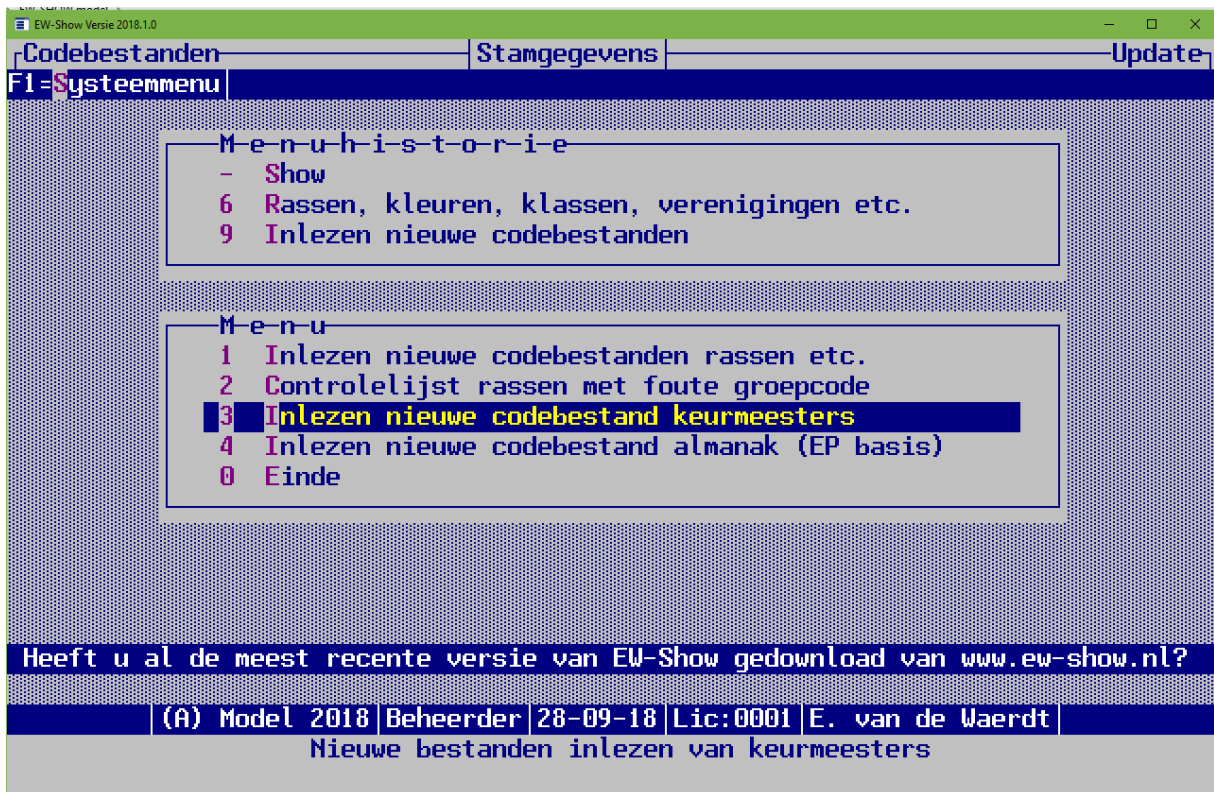 EW-Show Versie 2018.1.0
Codebestanden Stamgegevens Update
F1=Systeemmenu
M-e-n-u-h-i-s-t-o-r-i-e
- Show
6 Rassen, kleuren, klassen, verenigingen etc.
9 Inlezen nieuwe codebestanden
M-e-n-u
1 Inlezen nieuwe codebestanden rassen etc.
2 Controlelijst rassen met foute groepcode
3 Inlezen nieuwe codebestand keurmeesters
4 Inlezen nieuwe codebestand almanak (EP basis)
0 Einde
Heeft u al de meest recente versie van EW-Show gedownload van www.ew-show.nl?
(A) Model 2018 Beheerder 28-09-18 Lic:0001 E. van de Waerdt
Nieuwe bestanden inlezen van keurmeesters